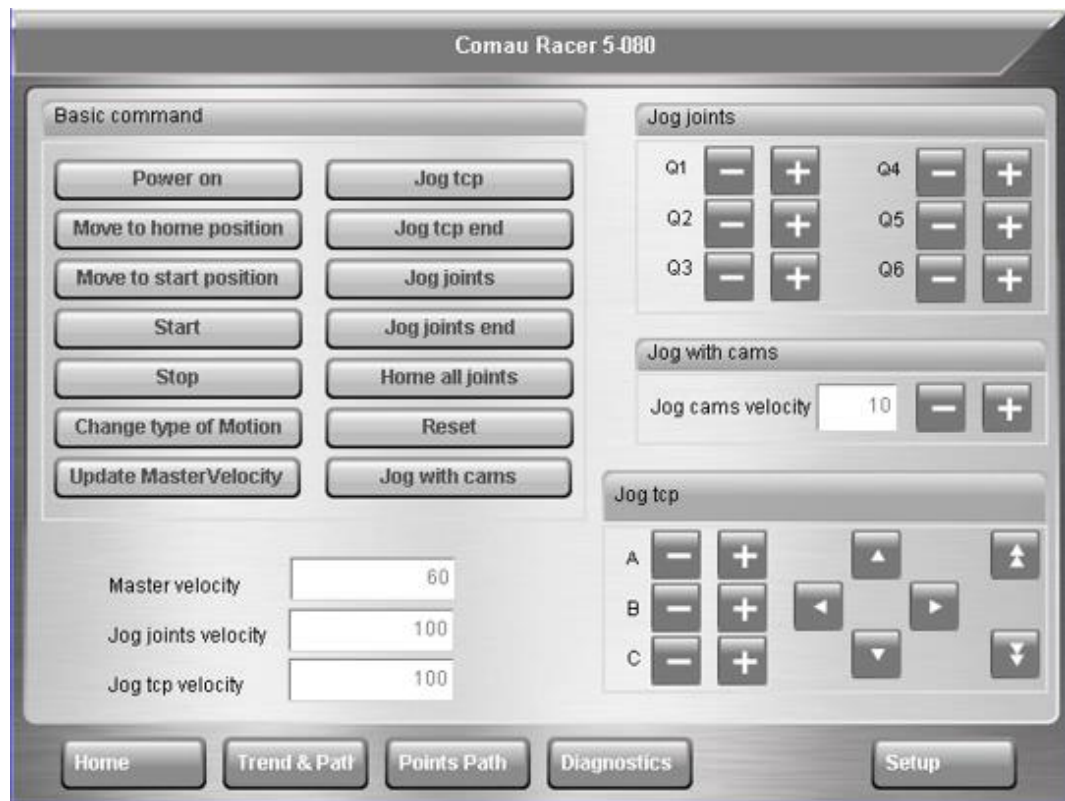 Comau Racer 5-080
Basic command
Power on
Move to home position
Move to start position
Start
Stop
Change type of Motion
Update MasterVelocity
Jog tcp
Jog tcp end
Jog joints
Jog joints end
Home all joints
Reset
Jog with cams
Master velocity 60
Jog joints velocity 100
Jog tcp velocity 100
Jog joints
Q1 - + Q4 - +
Q2 - + Q5 - +
Q3 - + Q6 - +
Jog with cams
Jog cams velocity 10 - +
Jog tcp
A - +
B - +
C - +
Home Trend & Patl Points Path Diagnostics Setup